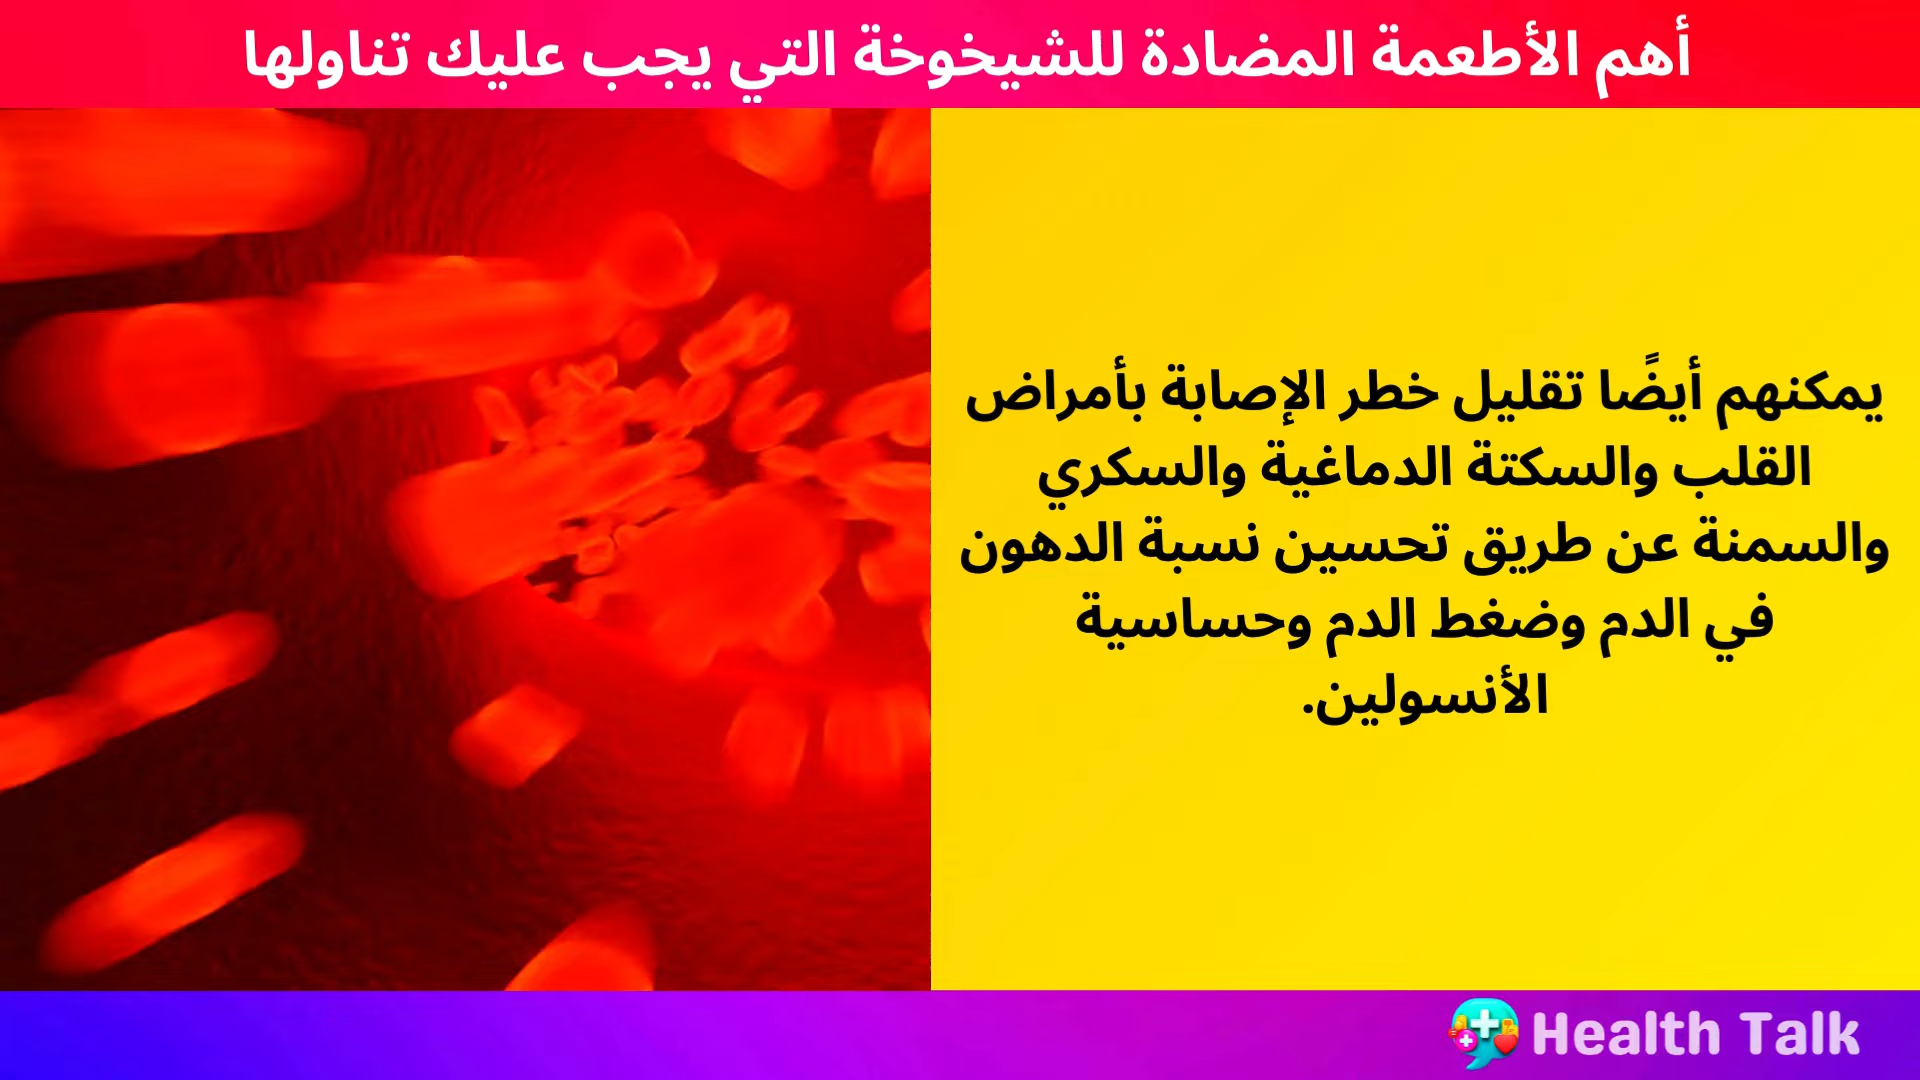 أهم الأطعمة المضادة للشيخوخة التي يجب عليك تناولها
يمكنهم أيضًا تقليل خطر الإصابة بأمراض
القلب والسكتة الدماغية والسكري
والسمنة عن طريق تحسين نسبة الدهون
في الدم وضغط الدم وحساسية
الأنسولين.
Health Talk